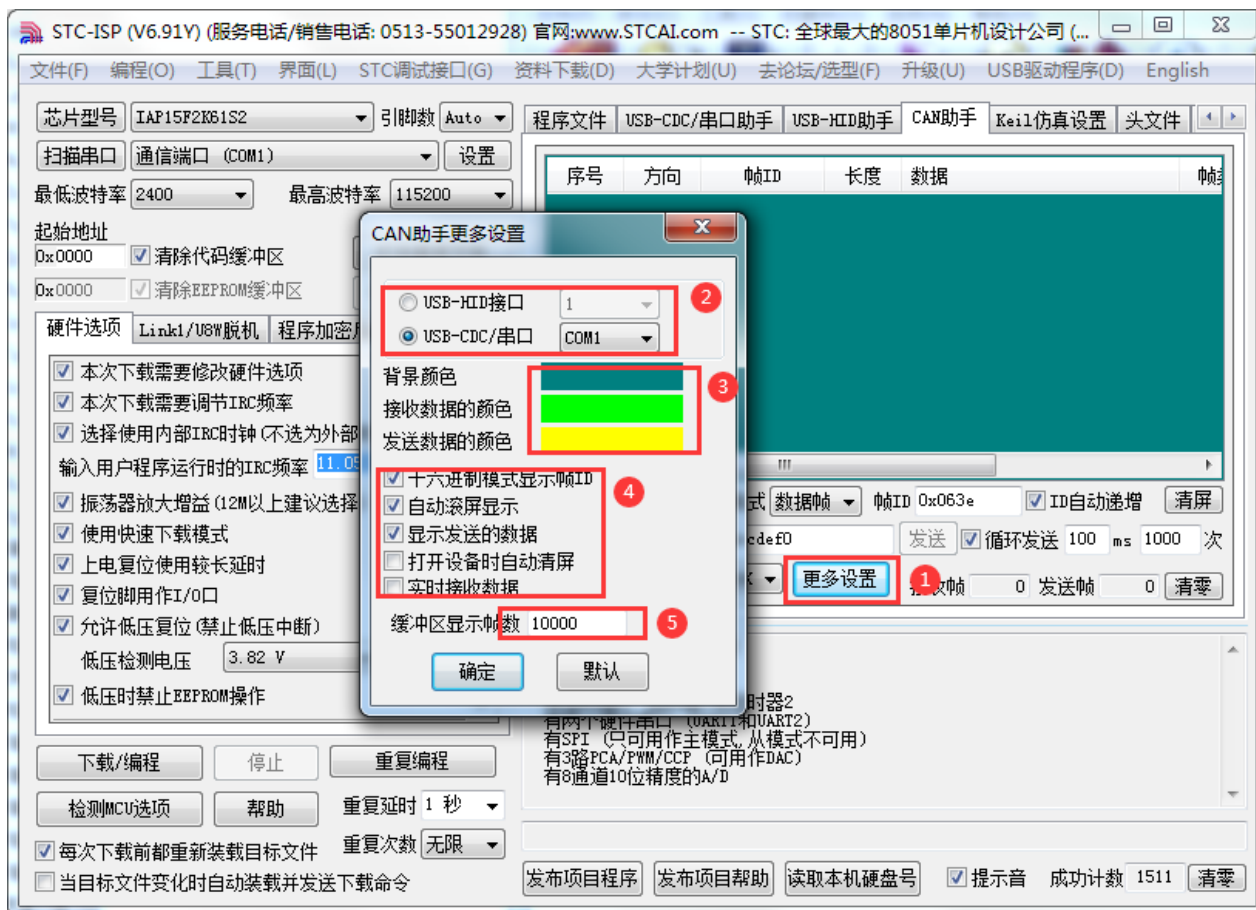 STC-ISP (V6.91Y) (服务电话/销售电话: 0513-55012928) 官网:www.STCAI.com -- STC: 全球最大的8051单片机设计公司 (...
文件(F) 编程(O) 工具(T) 界面(L) STC调试接口(G) 资料下载(D) 大学计划(U) 去论坛/选型(F) 升级(U) USB驱动程序(D) English
芯片型号 IAP15F2K61S2 引脚数 Auto
扫描串口 通信端口 (COM1) 设置
最低波特率 2400 最高波特率 115200
起始地址
0x0000 清除代码缓冲区
0x0000 清除EEPROM缓冲区
硬件选项 Link1/U8W脱机 程序加密
本次下载需要修改硬件选项
本次下载需要调节IRC频率
选择使用内部IRC时钟(不选为外部
输入用户程序运行时的IRC频率 11.05
振荡器放大增益(12M以上建议选择
使用快速下载模式
上电复位使用较长延时
复位脚用作I/O口
允许低压复位(禁止低压中断)
低压检测电压 3.82 V
低压时禁止EEPROM操作
下载/编程 停止 重复编程
检测MCU选项 帮助 重复延时 1 秒
每次下载前都重新装载目标文件 重复次数 无限
当目标文件变化时自动装载并发送下载命令
程序文件 USB-CDC/串口助手 USB-HID助手 CAN助手 Keil仿真设置 头文件
序号 方向 帧ID 长度 数据
CAN助手更多设置
USB-HID接口 1 2
USB-CDC/串口 COM1
背景颜色
接收数据的颜色 3
发送数据的颜色
十六进制模式显示帧ID
自动滚屏显示 4
显示发送的数据
打开设备时自动清屏
实时接收数据
缓冲区显示帧数 10000 5
确定 默认
式 数据帧 帧ID 0x063e ID自动递增 清屏
cdef0 发送 循环发送 100 ms 1000 次
更多设置 1 帧 0 发送帧 0 清零
时器2
有两个硬件串口 (UART1和UART2)
有SPI (只可用作主模式,从模式不可用)
有3路PCA/PWM/CCP (可用作DAC)
有8通道10位精度的A/D
发布项目程序 发布项目帮助 读取本机硬盘号 提示音 成功计数 1511 清零